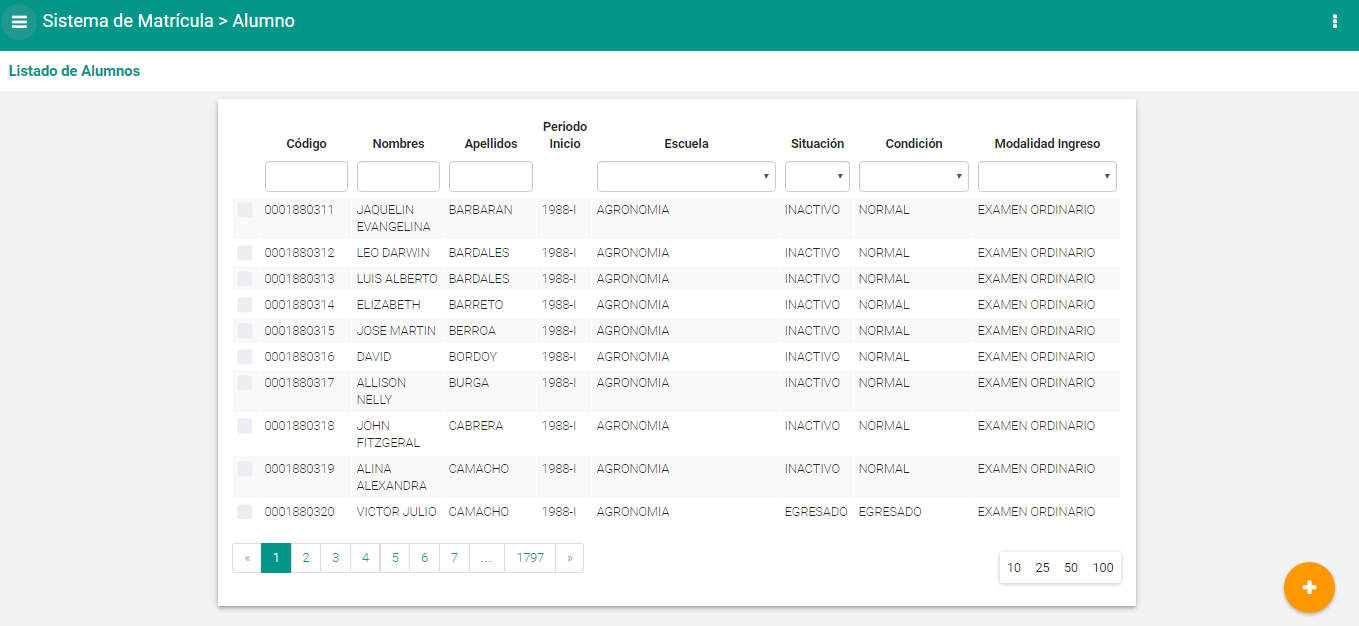 Sistema de Matrícula > Alumno
Listado de Alumnos
Código Nombres Apellidos Periodo Inicio Escuela Situación Condición Modalidad Ingreso
0001880311 JAQUELIN EVANGELINA BARBARAN 1988-I AGRONOMIA INACTIVO NORMAL EXAMEN ORDINARIO
0001880312 LEO DARWIN BARDALES 1988-I AGRONOMIA INACTIVO NORMAL EXAMEN ORDINARIO
0001880313 LUIS ALBERTO BARDALES 1988-I AGRONOMIA INACTIVO NORMAL EXAMEN ORDINARIO
0001880314 ELIZABETH BARRETO 1988-I AGRONOMIA INACTIVO NORMAL EXAMEN ORDINARIO
0001880315 JOSE MARTIN BERROA 1988-I AGRONOMIA INACTIVO NORMAL EXAMEN ORDINARIO
0001880316 DAVID BORDOY 1988-I AGRONOMIA INACTIVO NORMAL EXAMEN ORDINARIO
0001880317 ALLISON NELLY BURGA 1988-I AGRONOMIA INACTIVO NORMAL EXAMEN ORDINARIO
0001880318 JOHN FITZGERAL CABRERA 1988-I AGRONOMIA INACTIVO NORMAL EXAMEN ORDINARIO
0001880319 ALINA ALEXANDRA CAMACHO 1988-I AGRONOMIA INACTIVO NORMAL EXAMEN ORDINARIO
0001880320 VICTOR JULIO CAMACHO 1988-I AGRONOMIA EGRESADO EGRESADO EXAMEN ORDINARIO
« 1 2 3 4 5 6 7 ... 1797 »
10 25 50 100